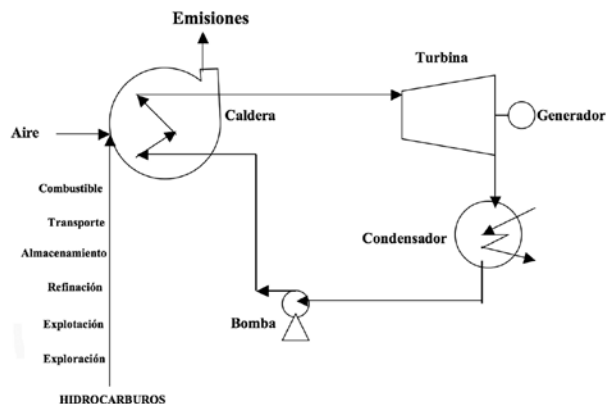 Emisiones
Turbina
Caldera
Generador
Aire
Combustible
Transporte
Almacenamiento
Condensador
Refinación
Bomba
Explotación
Exploración
HIDROCARBUROS